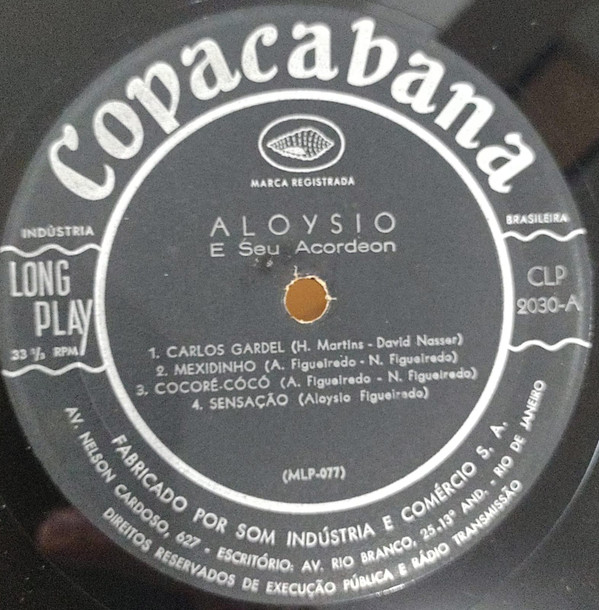 Copacabana
MARCA REGISTRADA
INDÚSTRIA
BRASILEIRA
ALOYSIO
E Seu Acordeon
LONG
PLAY
33 ⅓ RPM
CLP
2030-A
1. CARLOS GARDEL (H. Martins - David Nasser)
2. MEXIDINHO (A. Figueiredo - N. Figueiredo)
3. COCORÉ-CÓCÓ (A. Figueiredo - N. Figueiredo)
4. SENSAÇÃO (Aloysio Figueiredo)
(MLP-077)
FABRICADO POR SOM INDÚSTRIA E COMÉRCIO S. A.
AV. NELSON CARDOSO, 627 - ESCRITÓRIO: AV. RIO BRANCO, 25-13º AND. - RIO DE JANEIRO
DIREITOS RESERVADOS DE EXECUÇÃO PÚBLICA E RÁDIO TRANSMISSÃO